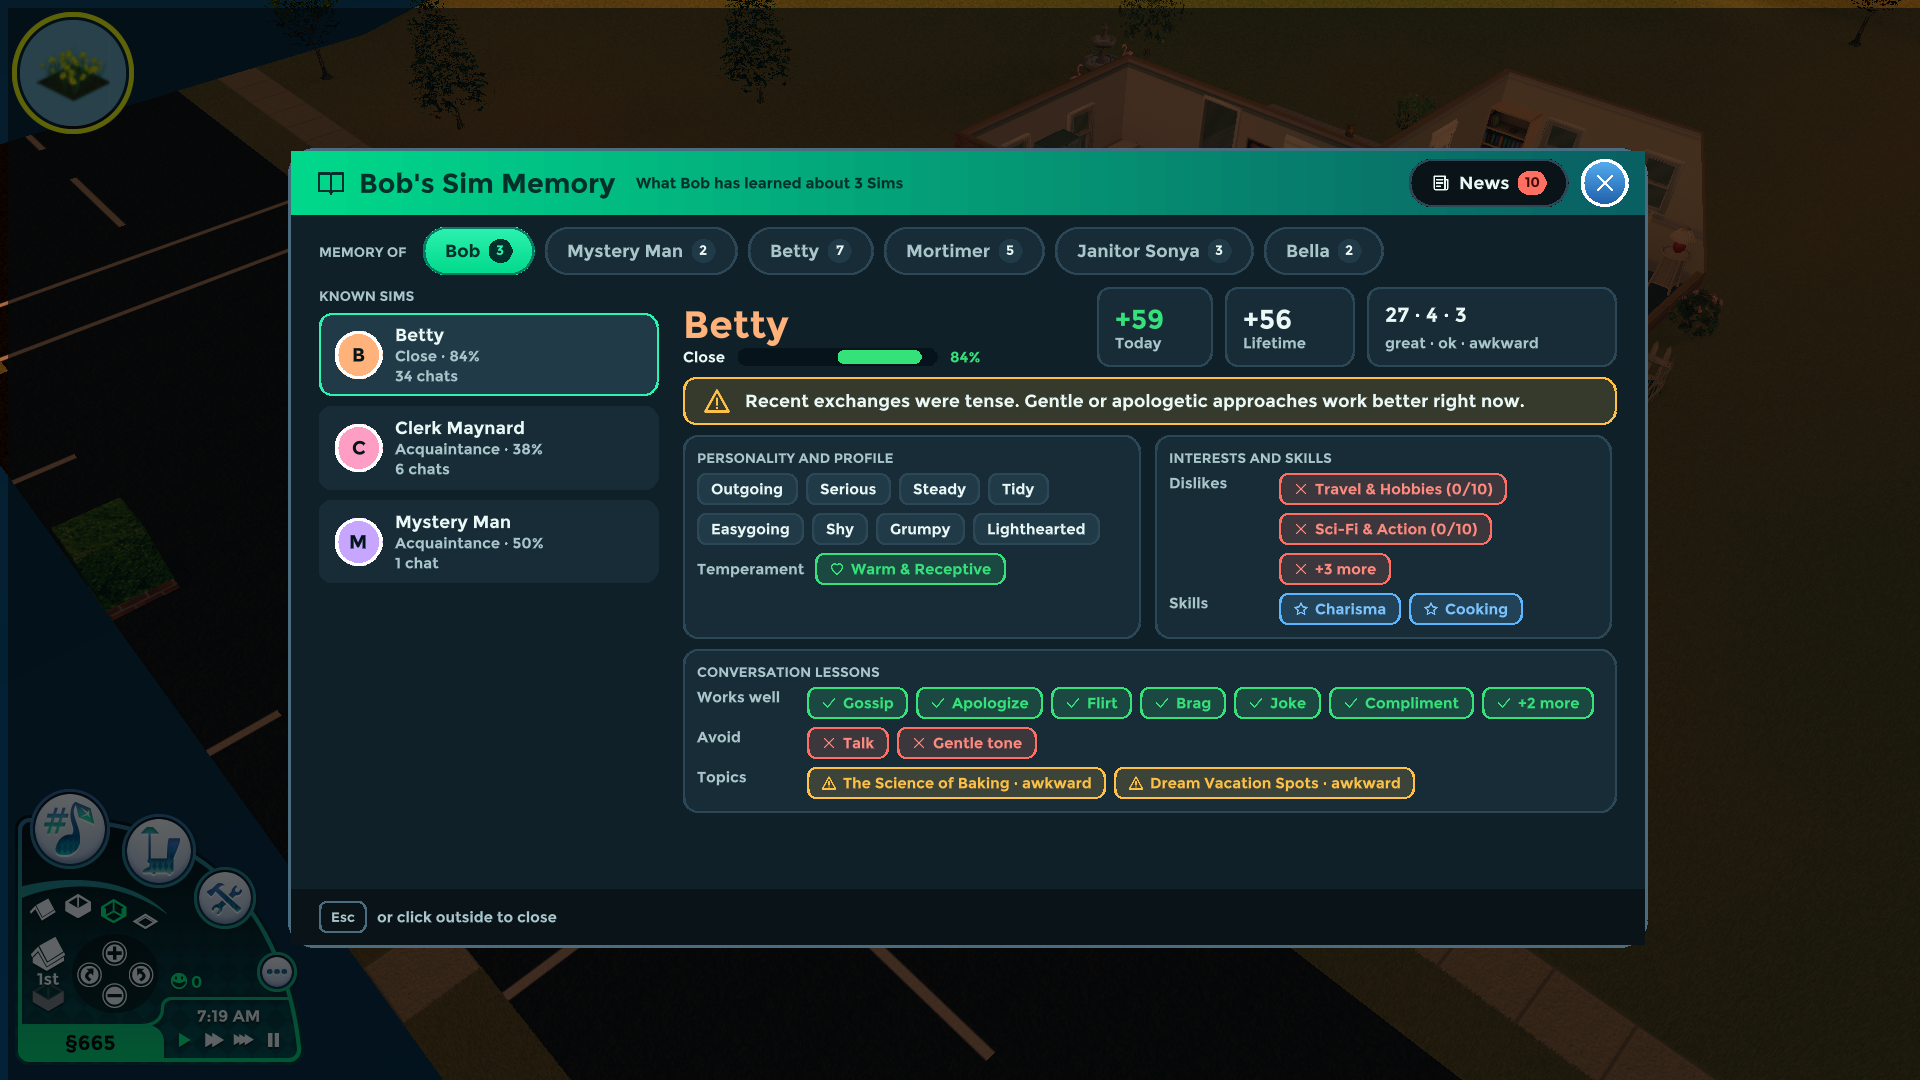 Bob's Sim Memory
What Bob has learned about 3 Sims
News 10
MEMORY OF
Bob 3
Mystery Man 2
Betty 7
Mortimer 5
Janitor Sonya 3
Bella 2
KNOWN SIMS
B
Betty
Close · 84%
34 chats
C
Clerk Maynard
Acquaintance · 38%
6 chats
M
Mystery Man
Acquaintance · 50%
1 chat
Betty
Close 84%
+59
Today
+56
Lifetime
27 · 4 · 3
great · ok · awkward
Recent exchanges were tense. Gentle or apologetic approaches work better right now.
PERSONALITY AND PROFILE
Outgoing Serious Steady Tidy
Easygoing Shy Grumpy Lighthearted
Temperament Warm & Receptive
INTERESTS AND SKILLS
Dislikes Travel & Hobbies (0/10)
Sci-Fi & Action (0/10)
+3 more
Skills Charisma Cooking
CONVERSATION LESSONS
Works well Gossip Apologize Flirt Brag Joke Compliment +2 more
Avoid Talk Gentle tone
Topics The Science of Baking · awkward Dream Vacation Spots · awkward
Esc or click outside to close
#
1st
0
7:19 AM
§665